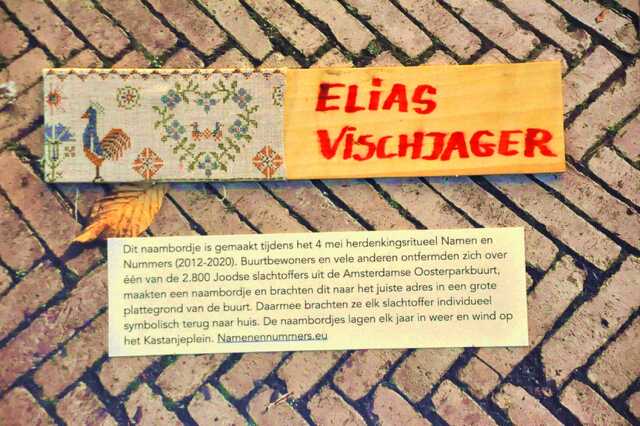 ELiAS
ViSCHJAGER
Dit naambordje is gemaakt tijdens het 4 mei herdenkingsritueel Namen en
Nummers (2012-2020). Buurtbewoners en vele anderen ontfermden zich over
één van de 2.800 Joodse slachtoffers uit de Amsterdamse Oosterparkbuurt,
maakten een naambordje en brachten dit naar het juiste adres in een grote
plattegrond van de buurt. Daarmee brachten ze elk slachtoffer individueel
symbolisch terug naar huis. De naambordjes lagen elk jaar in weer en wind op
het Kastanjeplein. Namenennummers.eu